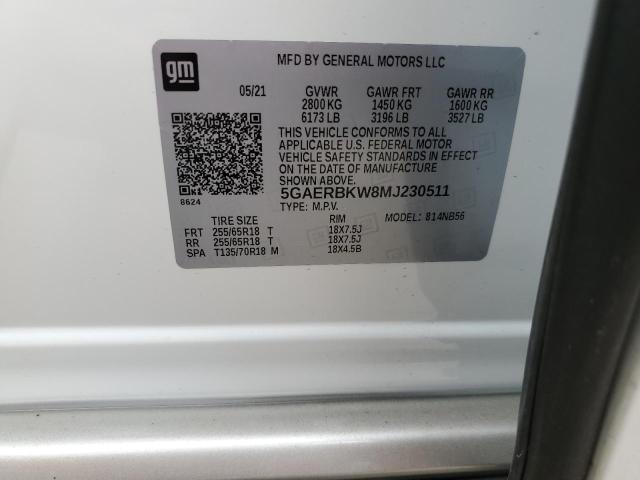 gm
MFD BY GENERAL MOTORS LLC
05/21 GVWR GAWR FRT GAWR RR
2800 KG 1450 KG 1600 KG
6173 LB 3196 LB 3527 LB
THIS VEHICLE CONFORMS TO ALL
APPLICABLE U.S. FEDERAL MOTOR
VEHICLE SAFETY STANDARDS IN EFFECT
ON THE DATE OF MANUFACTURE
SHOWN ABOVE.
8624
5GAERBKW8MJ230511
TYPE: M.P.V. MODEL: 814NB56
TIRE SIZE RIM
FRT 255/65R18 T 18X7.5J
RR 255/65R18 T 18X7.5J
SPA T135/70R18 M 18X4.5B